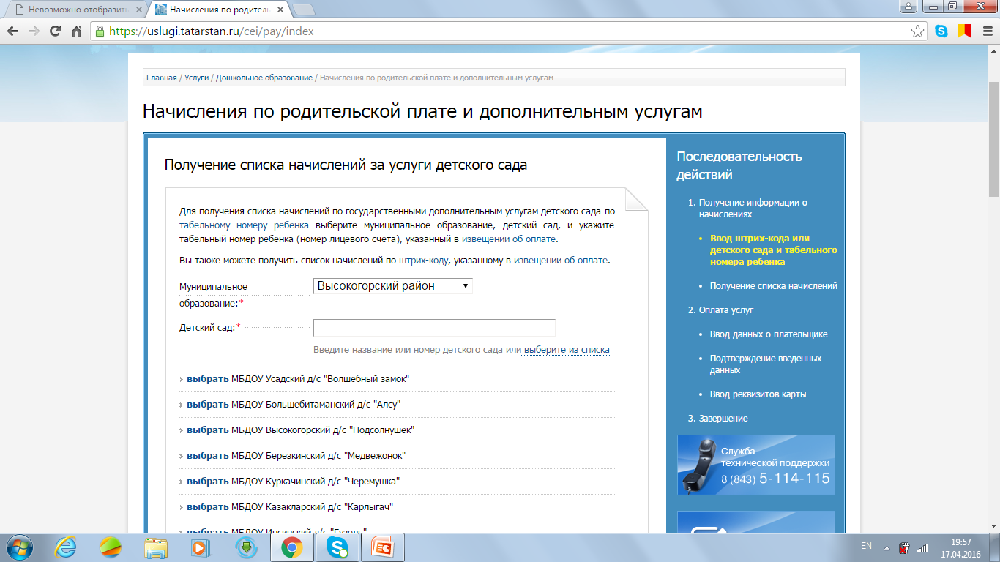 Невозможно отобразить
Начисления по родитель
https://uslugi.tatarstan.ru/cei/pay/index
Главная / Услуги / Дошкольное образование / Начисления по родительской плате и дополнительным услугам
Начисления по родительской плате и дополнительным услугам
Получение списка начислений за услуги детского сада
Для получения списка начислений по государственными дополнительным услугам детского сада по
табельному номеру ребенка выберите муниципальное образование, детский сад, и укажите
табельный номер ребенка (номер лицевого счета), указанный в извещении об оплате.
Вы также можете получить список начислений по штрих-коду, указанному в извещении об оплате.
Муниципальное
образование:*
Высокогорский район
Детский сад:*
Введите название или номер детского сада или выберите из списка
выбрать МБДОУ Усадский д/с "Волшебный замок"
выбрать МБДОУ Большебитаманский д/с "Алсу"
выбрать МБДОУ Высокогорский д/с "Подсолнушек"
выбрать МБДОУ Березкинский д/с "Медвежонок"
выбрать МБДОУ Куркачинский д/с "Черемушка"
выбрать МБДОУ Казакларский д/с "Карлыгач"
выбрать МБДОУ Инсинский д/с "Гузель"
Последовательность
действий
1. Получение информации о
начислениях
• Ввод штрих-кода или
детского сада и табельного
номера ребенка
• Получение списка начислений
2. Оплата услуг
• Ввод данных о плательщике
• Подтверждение введенных
данных
• Ввод реквизитов карты
3. Завершение
Служба
технической поддержки
8 (843) 5-114-115
EN
19:57
17.04.2016